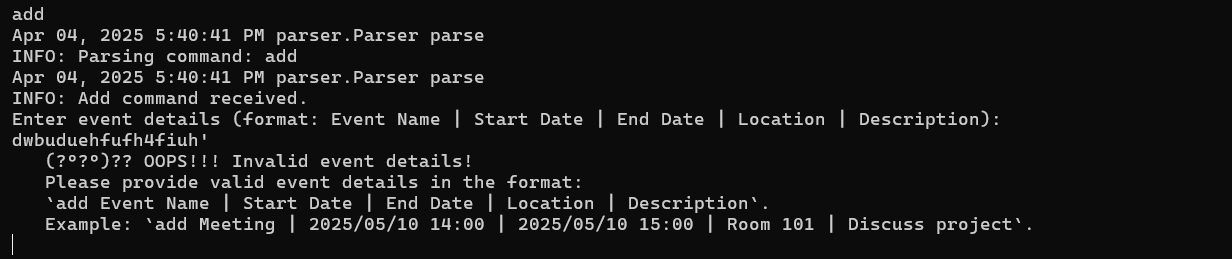 add
Apr 04, 2025 5:40:41 PM parser.Parser parse
INFO: Parsing command: add
Apr 04, 2025 5:40:41 PM parser.Parser parse
INFO: Add command received.
Enter event details (format: Event Name | Start Date | End Date | Location | Description):
dwbuduehfufh4fiuh'
(?°?°)?? OOPS!!! Invalid event details!
Please provide valid event details in the format:
`add Event Name | Start Date | End Date | Location | Description`.
Example: `add Meeting | 2025/05/10 14:00 | 2025/05/10 15:00 | Room 101 | Discuss project`.